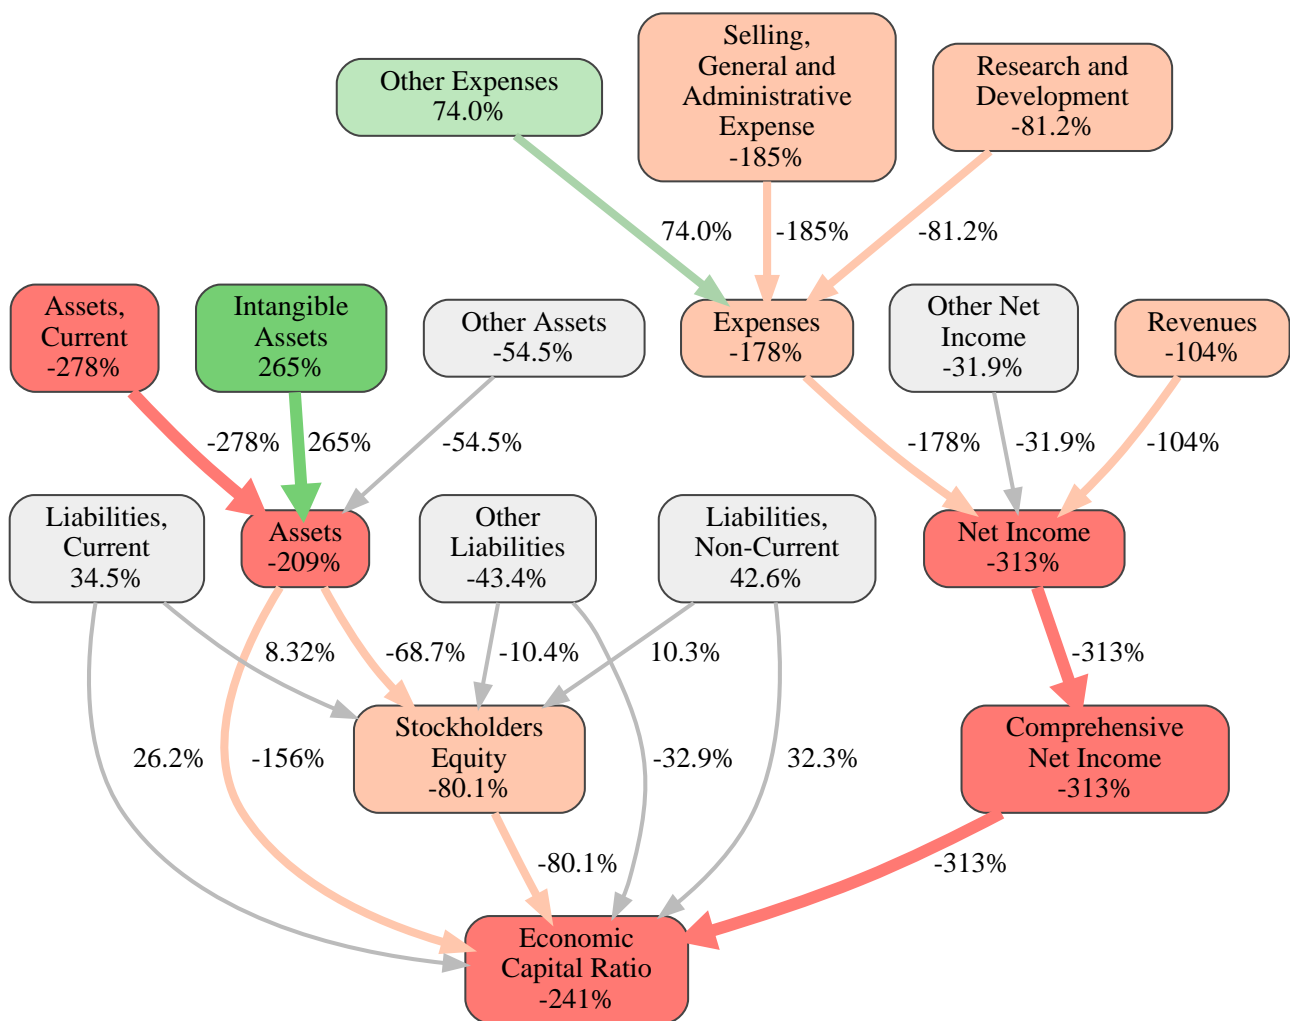 Selling,
General and
Administrative
Expense
-185%
Other Expenses
74.0%
Research and
Development
-81.2%
74.0%
-185%
-81.2%
Assets,
Current
-278%
Intangible
Assets
265%
Other Assets
-54.5%
Expenses
-178%
Other Net
Income
-31.9%
Revenues
-104%
-278%
265%
-54.5%
-178%
-31.9%
-104%
Liabilities,
Current
34.5%
Assets
-209%
Other
Liabilities
-43.4%
Liabilities,
Non-Current
42.6%
Net Income
-313%
8.32%
-68.7%
-10.4%
10.3%
-313%
Stockholders
Equity
-80.1%
Comprehensive
Net Income
-313%
26.2%
-156%
-32.9%
32.3%
-80.1%
-313%
Economic
Capital Ratio
-241%